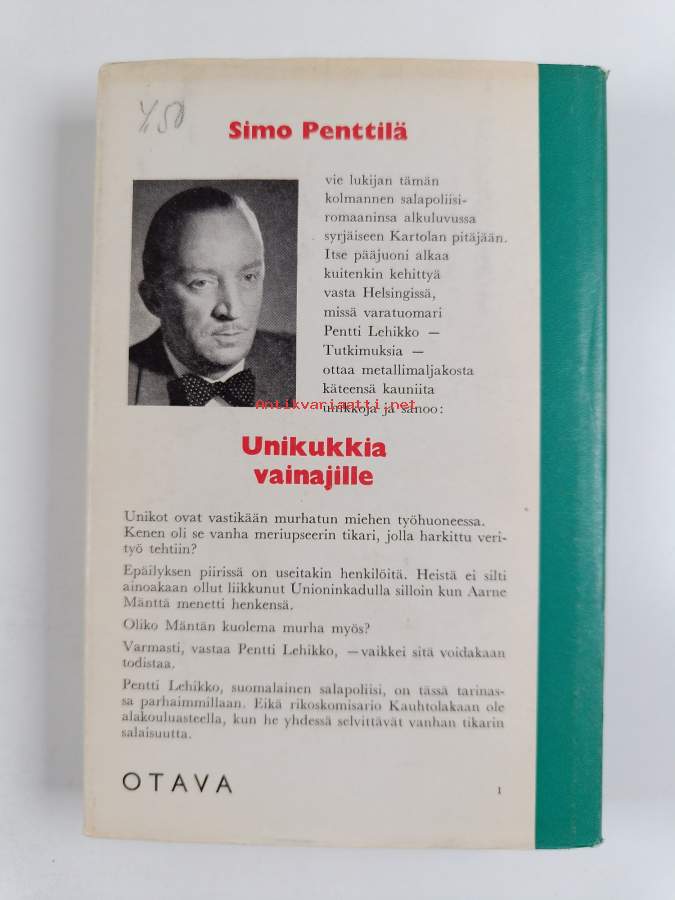 4,50
Simo Penttilä
vie lukijan tämän
kolmannen salapoliisi-
romaaninsa alkuluvussa
syrjäiseen Kartolan pitäjään.
Itse pääjuoni alkaa
kuitenkin kehittyä
vasta Helsingissä,
missä varatuomari
Pentti Lehikko —
Tutkimuksia —
ottaa metallimaljakosta
käteensä kauniita
Antikvariaatti.net
unikkoja ja sanoo:
Unikukkia
vainajille
Unikot ovat vastikään murhatun miehen työhuoneessa.
Kenen oli se vanha meriupseerin tikari, jolla harkittu veri-
työ tehtiin?
Epäilyksen piirissä on useitakin henkilöitä. Heistä ei silti
ainoakaan ollut liikkunut Unioninkadulla silloin kun Aarne
Mänttä menetti henkensä.
Oliko Mäntän kuolema murha myös?
Varmasti, vastaa Pentti Lehikko, —vaikkei sitä voidakaan
todistaa.
Pentti Lehikko, suomalainen salapoliisi, on tässä tarinas-
sa parhaimmillaan. Eikä rikoskomisario Kauhtolakaan ole
alakouluasteella, kun he yhdessä selvittävät vanhan tikarin
salaisuutta.
OTAVA
1